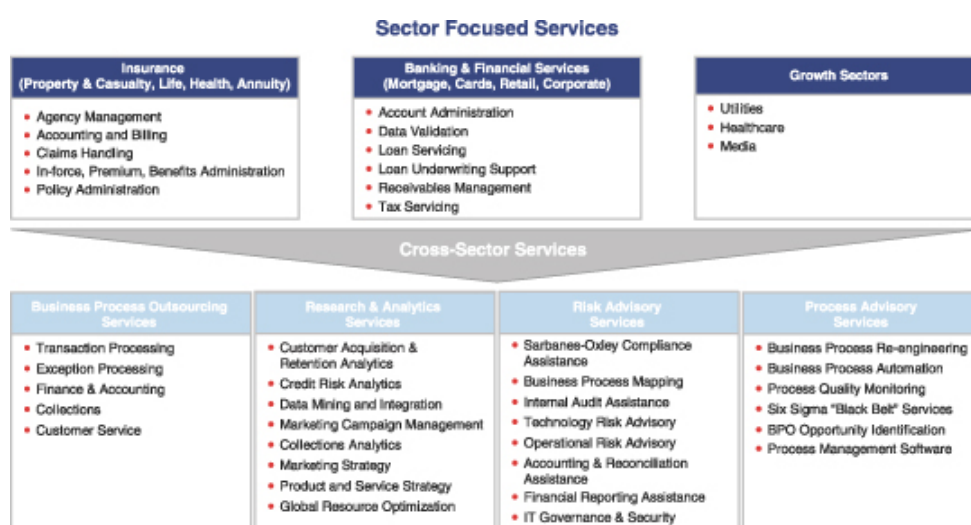 Sector Focused Services
Insurance
(Property & Casualty, Life, Health, Annuity)
• Agency Management
• Accounting and Billing
• Claims Handling
• In-force, Premium, Benefits Administration
• Policy Administration
Banking & Financial Services
(Mortgage, Cards, Retail, Corporate)
• Account Administration
• Data Validation
• Loan Servicing
• Loan Underwriting Support
• Receivables Management
• Tax Servicing
Growth Sectors
• Utilities
• Healthcare
• Media
Cross-Sector Services
Business Process Outsourcing
Services
• Transaction Processing
• Exception Processing
• Finance & Accounting
• Collections
• Customer Service
Research & Analytics
Services
• Customer Acquisition &
Retention Analytics
• Credit Risk Analytics
• Data Mining and Integration
• Marketing Campaign Management
• Collections Analytics
• Marketing Strategy
• Product and Service Strategy
• Global Resource Optimization
Risk Advisory
Services
• Sarbanes-Oxley Compliance
Assistance
• Business Process Mapping
• Internal Audit Assistance
• Technology Risk Advisory
• Operational Risk Advisory
• Accounting & Reconciliation
Assistance
• Financial Reporting Assistance
• IT Governance & Security
Process Advisory
Services
• Business Process Re-engineering
• Business Process Automation
• Process Quality Monitoring
• Six Sigma "Black Belt" Services
• BPO Opportunity Identification
• Process Management Software